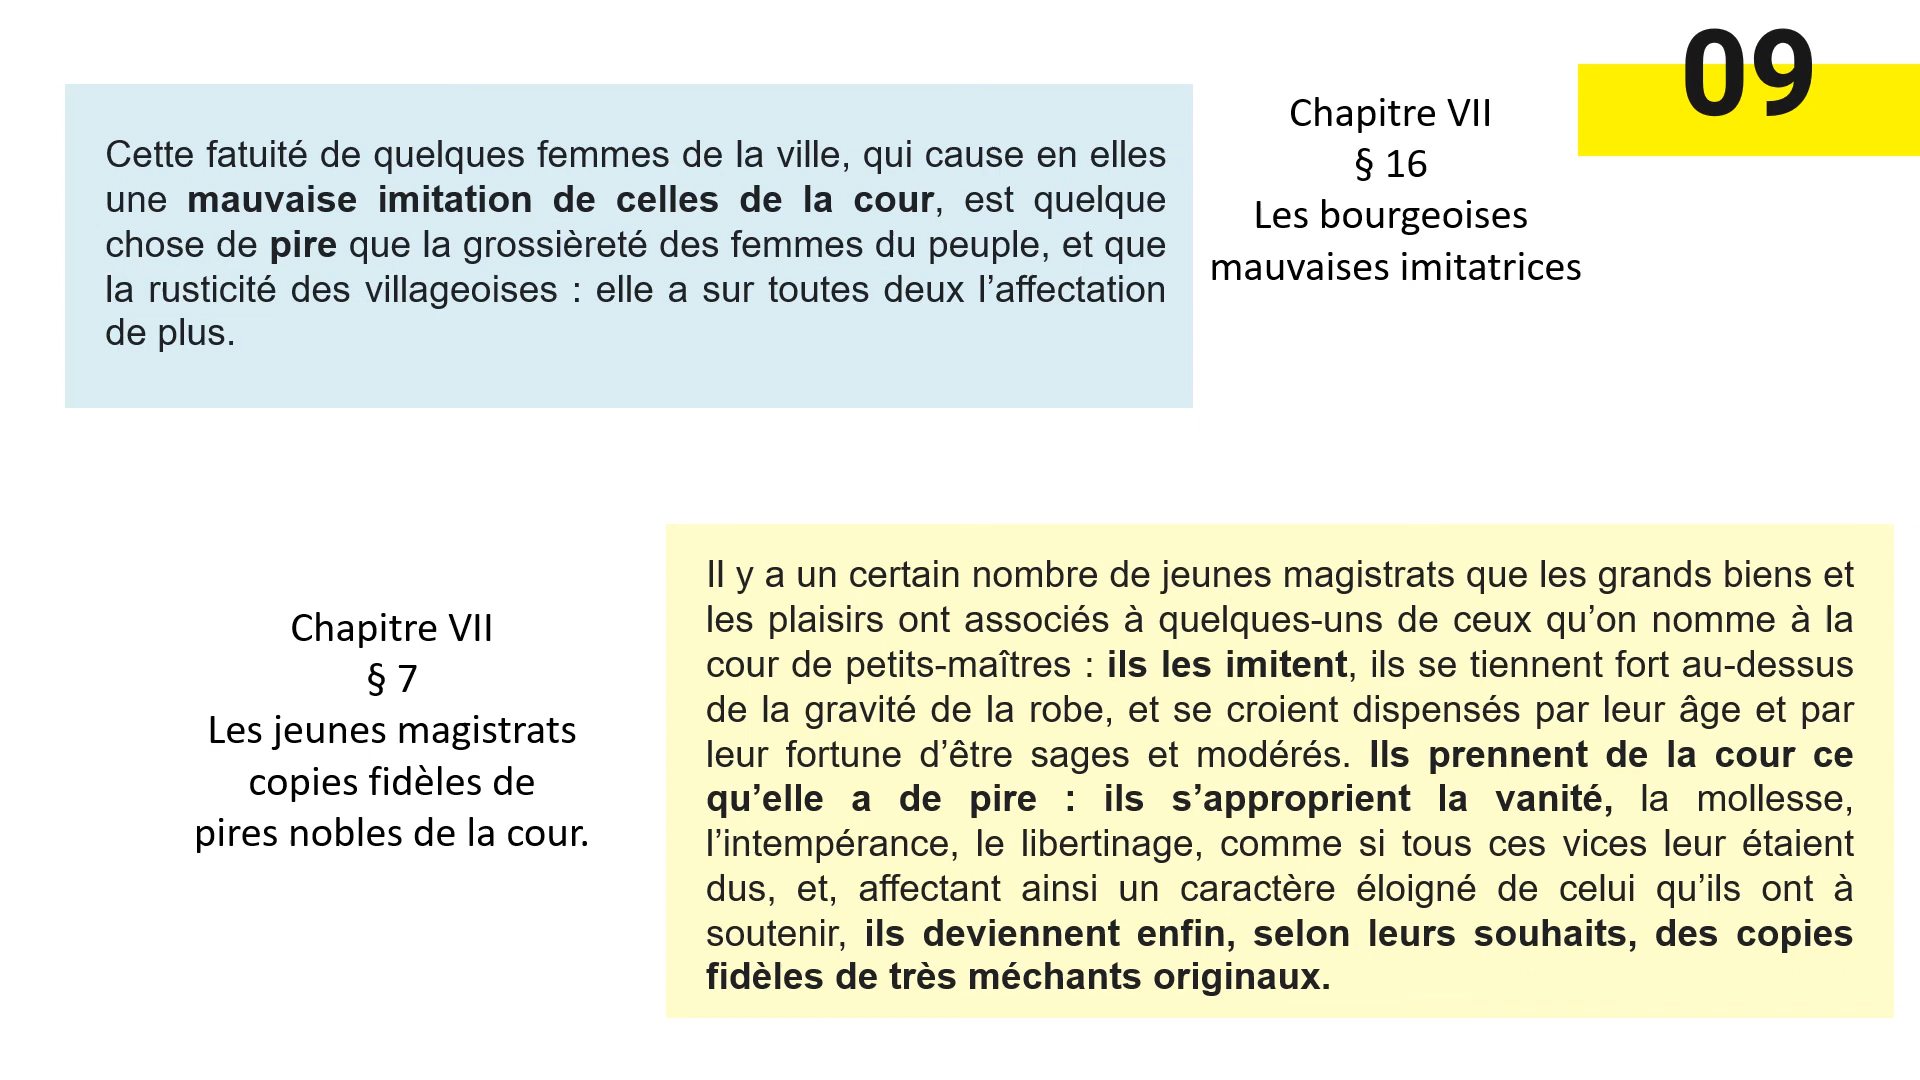 09
Cette fatuité de quelques femmes de la ville, qui cause en elles
une mauvaise imitation de celles de la cour, est quelque
chose de pire que la grossièreté des femmes du peuple, et que
la rusticité des villageoises : elle a sur toutes deux l’affectation
de plus.
Chapitre VII
§ 16
Les bourgeoises
mauvaises imitatrices
Chapitre VII
§ 7
Les jeunes magistrats
copies fidèles de
pires nobles de la cour.
Il y a un certain nombre de jeunes magistrats que les grands biens et
les plaisirs ont associés à quelques-uns de ceux qu’on nomme à la
cour de petits-maîtres : ils les imitent, ils se tiennent fort au-dessus
de la gravité de la robe, et se croient dispensés par leur âge et par
leur fortune d’être sages et modérés. Ils prennent de la cour ce
qu’elle a de pire : ils s’approprient la vanité, la mollesse,
l’intempérance, le libertinage, comme si tous ces vices leur étaient
dus, et, affectant ainsi un caractère éloigné de celui qu’ils ont à
soutenir, ils deviennent enfin, selon leurs souhaits, des copies
fidèles de très méchants originaux.